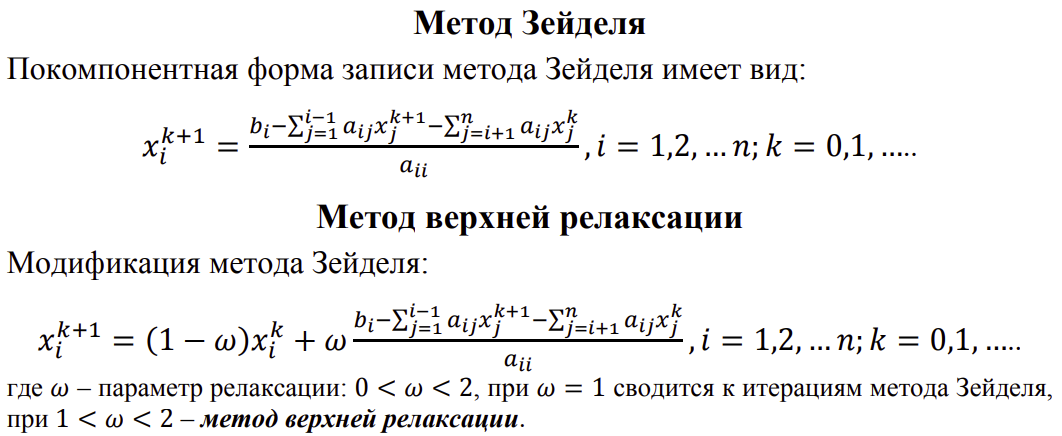 Метод Зейделя
Покомпонентная форма записи метода Зейделя имеет вид:
$x_i^{k+1} = \frac{b_i - \sum_{j=1}^{i-1} a_{ij} x_j^{k+1} - \sum_{j=i+1}^{n} a_{ij} x_j^k}{a_{ii}}, i = 1,2, \dots n; k = 0,1, \dots..$
Метод верхней релаксации
Модификация метода Зейделя:
$x_i^{k+1} = (1 - \omega) x_i^k + \omega \frac{b_i - \sum_{j=1}^{i-1} a_{ij} x_j^{k+1} - \sum_{j=i+1}^{n} a_{ij} x_j^k}{a_{ii}}, i = 1,2, \dots n; k = 0,1, \dots..$
где $\omega$ – параметр релаксации: $0 < \omega < 2$, при $\omega = 1$ сводится к итерациям метода Зейделя,
при $1 < \omega < 2$ – метод верхней релаксации.